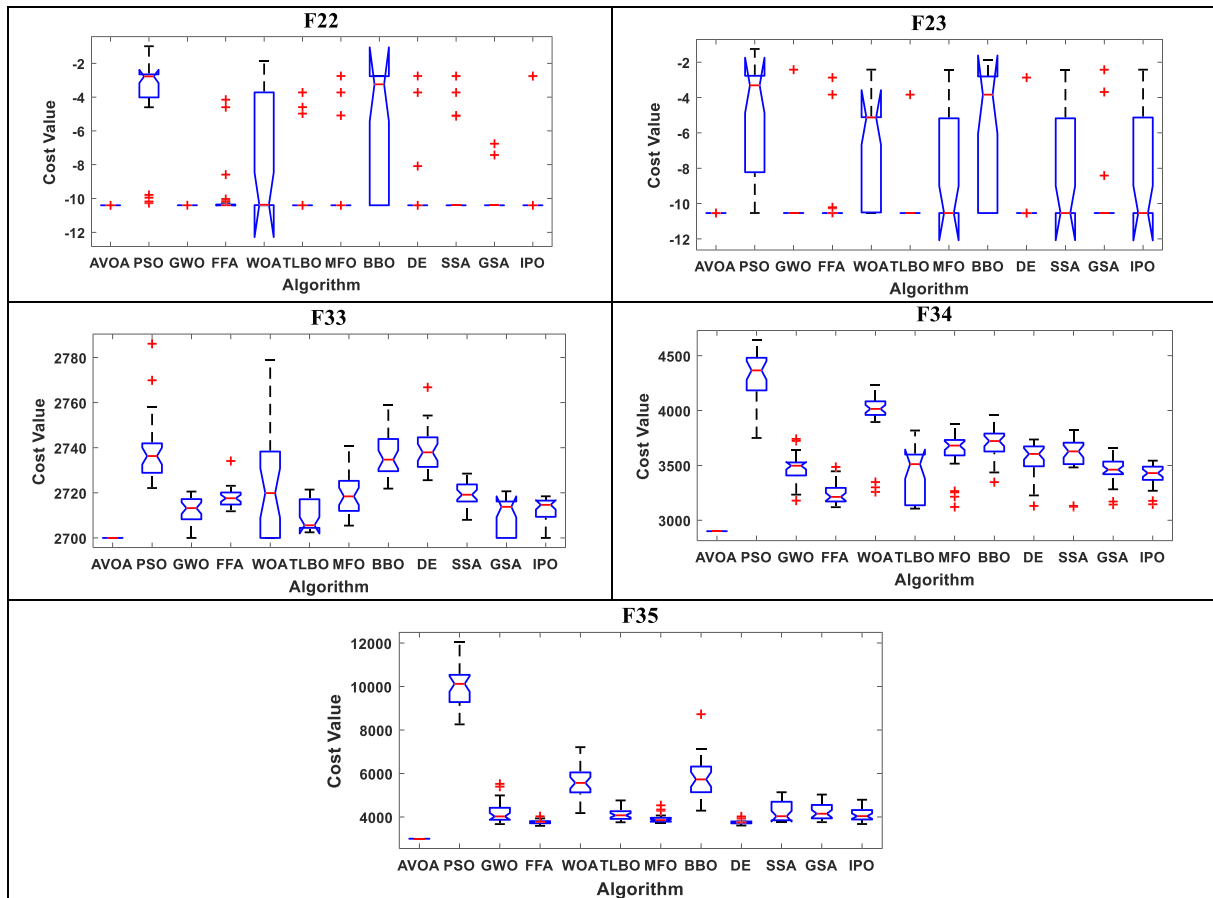 F22
-2
-4
-6
-8
-10
-12
Cost Value
AVOA PSO GWO FFA WOA TLBO MFO BBO DE SSA GSA IPO
Algorithm
F23
-2
-4
-6
-8
-10
-12
Cost Value
AVOA PSO GWO FFA WOA TLBO MFO BBO DE SSA GSA IPO
Algorithm
F33
2780
2760
2740
2720
2700
Cost Value
AVOA PSO GWO FFA WOA TLBO MFO BBO DE SSA GSA IPO
Algorithm
F34
4500
4000
3500
3000
Cost Value
AVOA PSO GWO FFA WOA TLBO MFO BBO DE SSA GSA IPO
Algorithm
F35
12000
10000
8000
6000
4000
Cost Value
AVOA PSO GWO FFA WOA TLBO MFO BBO DE SSA GSA IPO
Algorithm